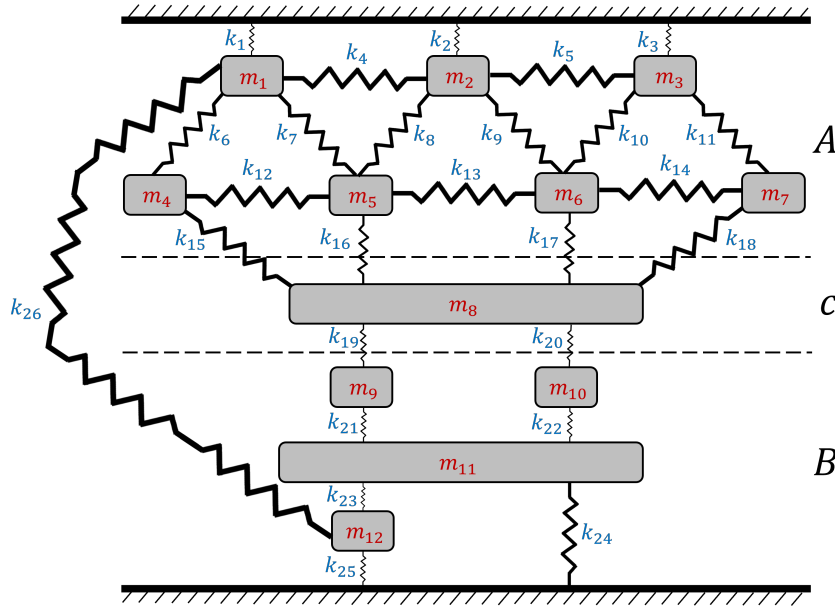 k₁ k₂ k₃
k₄ k₅
m₁ m₂ m₃
k₆ k₇ k₈ k₉ k₁₀ k₁₁
A
k₁₂ k₁₃ k₁₄
m₄ m₅ m₆ m₇
k₁₅ k₁₆ k₁₇ k₁₈
m₈
c
k₂₆
k₁₉ k₂₀
m₉ m₁₀
k₂₁ k₂₂
m₁₁
B
k₂₃
m₁₂ k₂₄
k₂₅